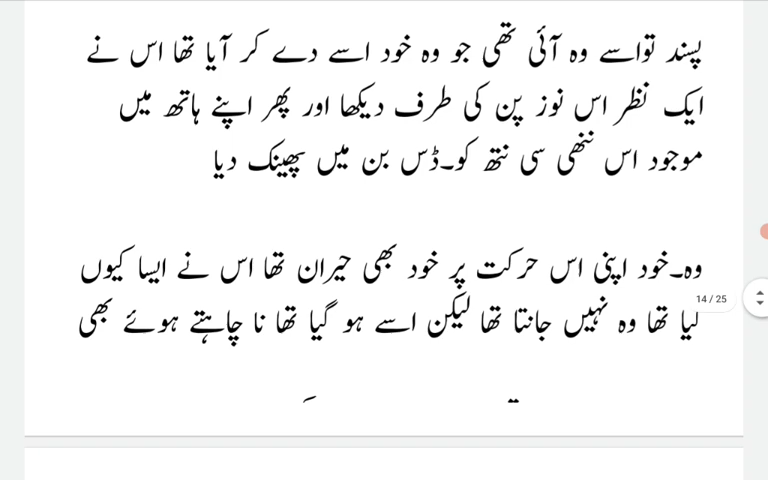 پسند تواسے وہ آئی تھی جو وہ خود اسے دے کر آیا تھا اس نے
ایک نظر اس نوز پن کی طرف دیکھا اور پھر اپنے ہاتھ میں
موجود اس ننھی سی نتھ کو۔ڈس بن میں پھینک دیا
وہ۔خود اپنی اس حرکت پر خود بھی حیران تھا اس نے ایسا کیوں
کیا تھا وہ نہیں جانتا تھا لیکن اسے ہو گیا تھا نا چاہتے ہوئے بھی
14 / 25